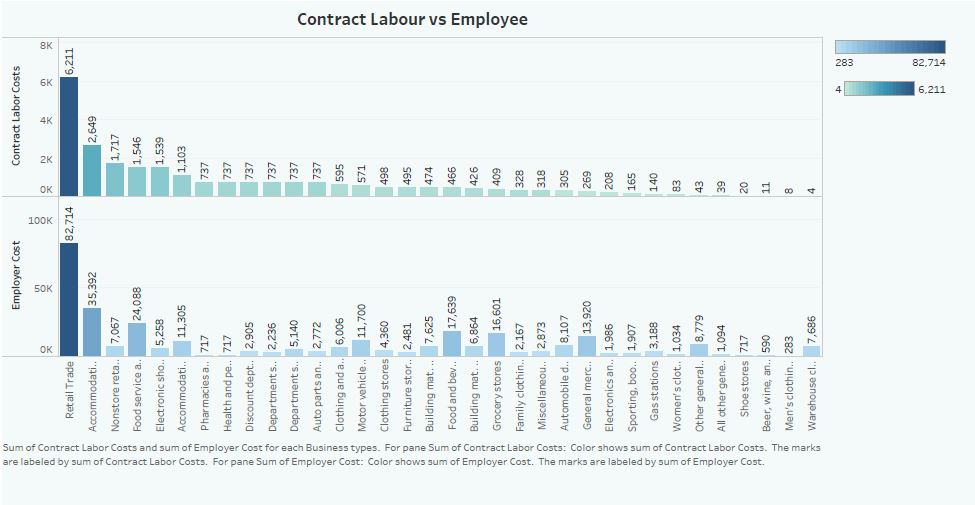 Contract Labour vs Employee
Contract Labor Costs
8K
6K
4K
2K
0K
6,211
2,649
1,717
1,546
1,539
1,103
737
737
737
737
737
737
595
571
498
495
474
466
426
409
328
318
305
269
208
165
140
83
43
39
20
11
8
4
283 82,714
4 6,211
Employer Cost
100K
50K
0K
82,714
35,392
7,067
24,088
5,258
11,305
717
717
2,905
2,236
5,140
2,772
6,006
11,700
4,360
2,481
7,625
17,639
6,864
16,601
2,167
2,873
8,107
13,920
1,986
1,907
3,188
1,034
8,779
1,094
717
590
283
7,686
Retail Trade
Accommodati..
Nonstore reta..
Food service a..
Electronic sho..
Accommodati..
Pharmacies a..
Health and pe..
Discount dept..
Department s..
Department s..
Auto parts an..
Clothing and a..
Motor vehicle..
Clothing stores
Furniture stor..
Building mat. ..
Food and bev..
Building mat. ..
Grocery stores
Family clothin..
Miscellaneou..
Automobile d..
General merc..
Electronics an..
Sporting, boo..
Gas stations
Women's clot..
Other general..
All other gene..
Shoe stores
Beer, wine, an..
Men's clothin..
Warehouse cl..
Sum of Contract Labor Costs and sum of Employer Cost for each Business types. For pane Sum of Contract Labor Costs: Color shows sum of Contract Labor Costs. The marks
are labeled by sum of Contract Labor Costs. For pane Sum of Employer Cost: Color shows sum of Employer Cost. The marks are labeled by sum of Employer Cost.